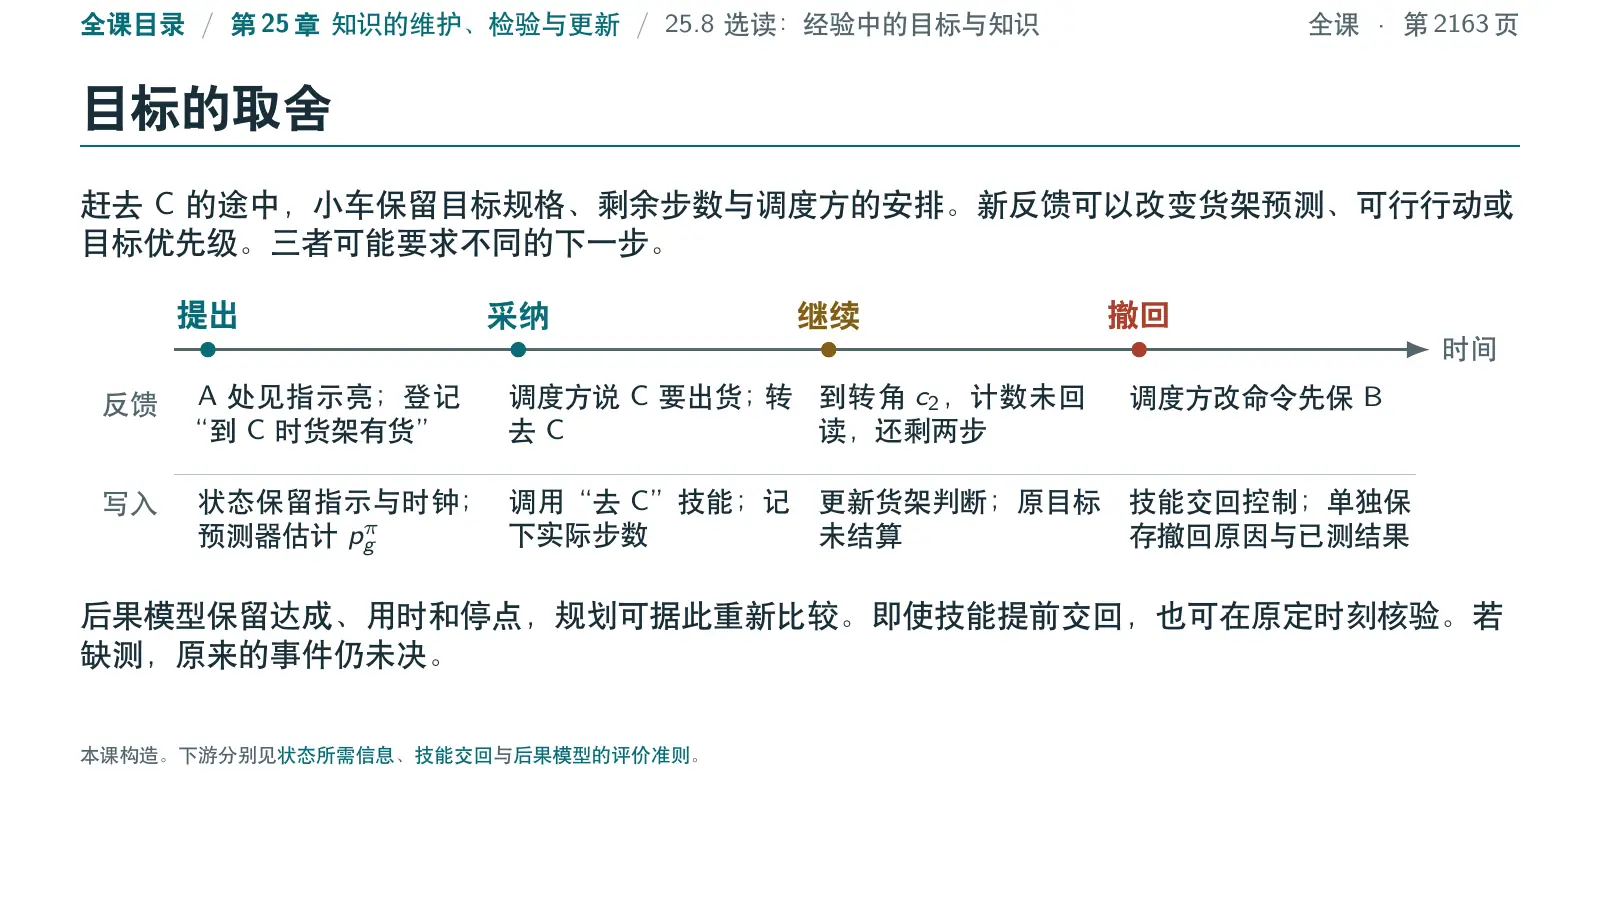 全课目录 / 第 25 章 知识的维护、检验与更新 / 25.8 选读：经验中的目标与知识 全课 · 第 2163 页
目标的取舍
赶去 C 的途中，小车保留目标规格、剩余步数与调度方的安排。新反馈可以改变货架预测、可行行动或
目标优先级。三者可能要求不同的下一步。
提出 采纳 继续 撤回
时间
反馈
A 处见指示亮；登记
“到 C 时货架有货”
调度方说 C 要出货；转
去 C
到转角 c₂，计数未回
读，还剩两步
调度方改命令先保 B
写入
状态保留指示与时钟；
预测器估计 p_g^π
调用“去 C”技能；记
下实际步数
更新货架判断；原目标
未结算
技能交回控制；单独保
存撤回原因与已测结果
后果模型保留达成、用时和停点，规划可据此重新比较。即使技能提前交回，也可在原定时刻核验。若
缺测，原来的事件仍未决。
本课构造。下游分别见状态所需信息、技能交回与后果模型的评价准则。